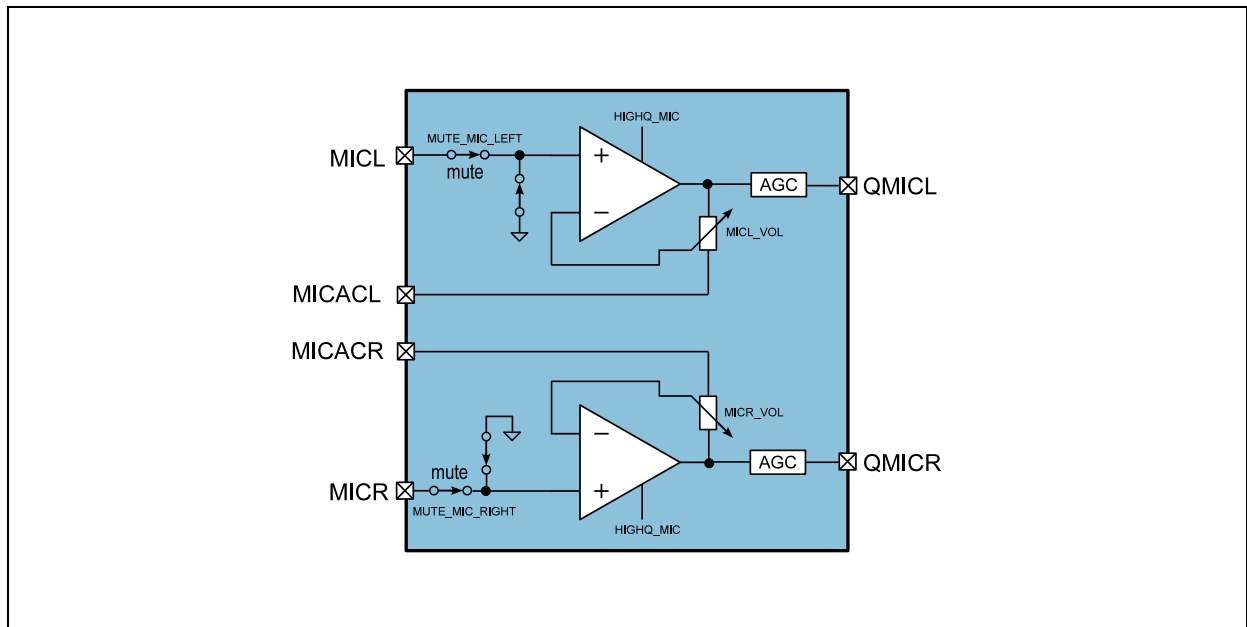 HIGHQ_MIC
MUTE_MIC_LEFT
MICL
mute
+
AGC
QMICL
−
MICL_VOL
MICACL
MICACR
MICR_VOL
−
mute
AGC
QMICR
MICR
+
MUTE_MIC_RIGHT
HIGHQ_MIC